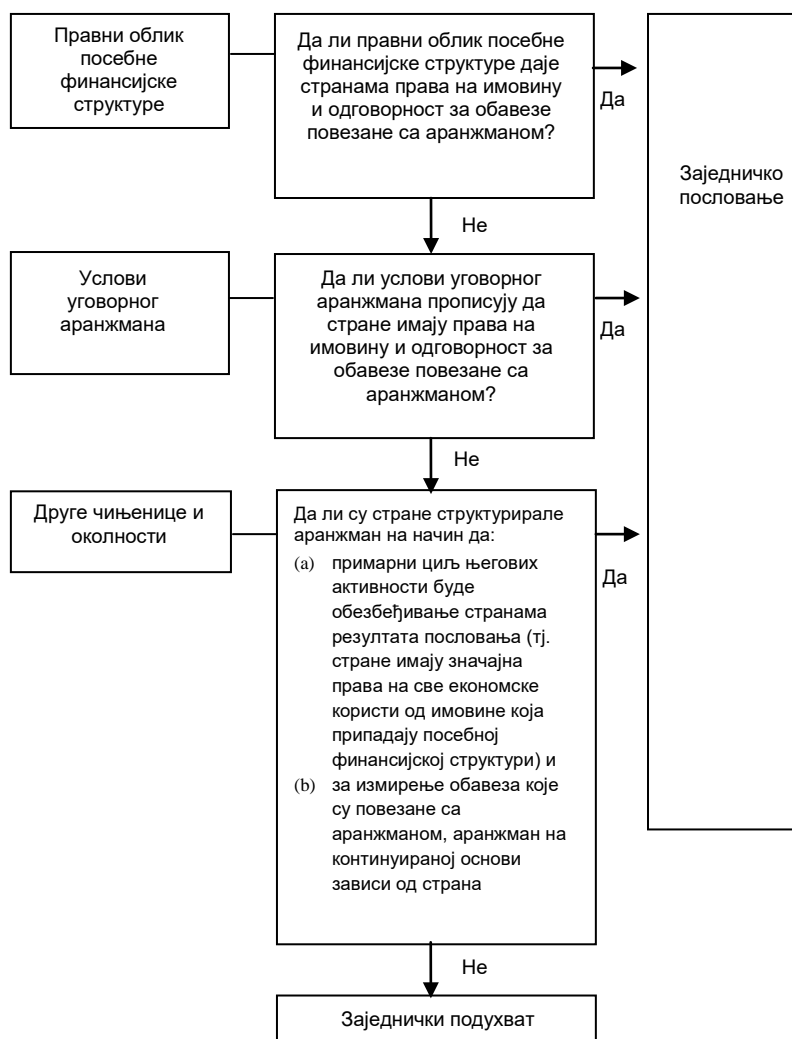 Правни облик
посебне
финансијске
структуре
Да ли правни облик посебне
финансијске структуре даје
странама права на имовину
и одговорност за обавезе
повезане са аранжманом?
Да
Заједничко
пословање
Не
Услови
уговорног
аранжмана
Да ли услови уговорног
аранжмана прописују да
стране имају права на
имовину и одговорност за
обавезе повезане са
аранжманом?
Да
Не
Друге чињенице и
околности
Да ли су стране структурирале
аранжман на начин да:
(a) примарни циљ његових
активности буде
обезбеђивање странама
резултата пословања (тј.
стране имају значајна
права на све економске
користи од имовине која
припадају посебној
финансијској структури) и
(b) за измирење обавеза које
су повезане са
аранжманом, аранжман на
континуираној основи
зависи од страна
Да
Не
Заједнички подухват